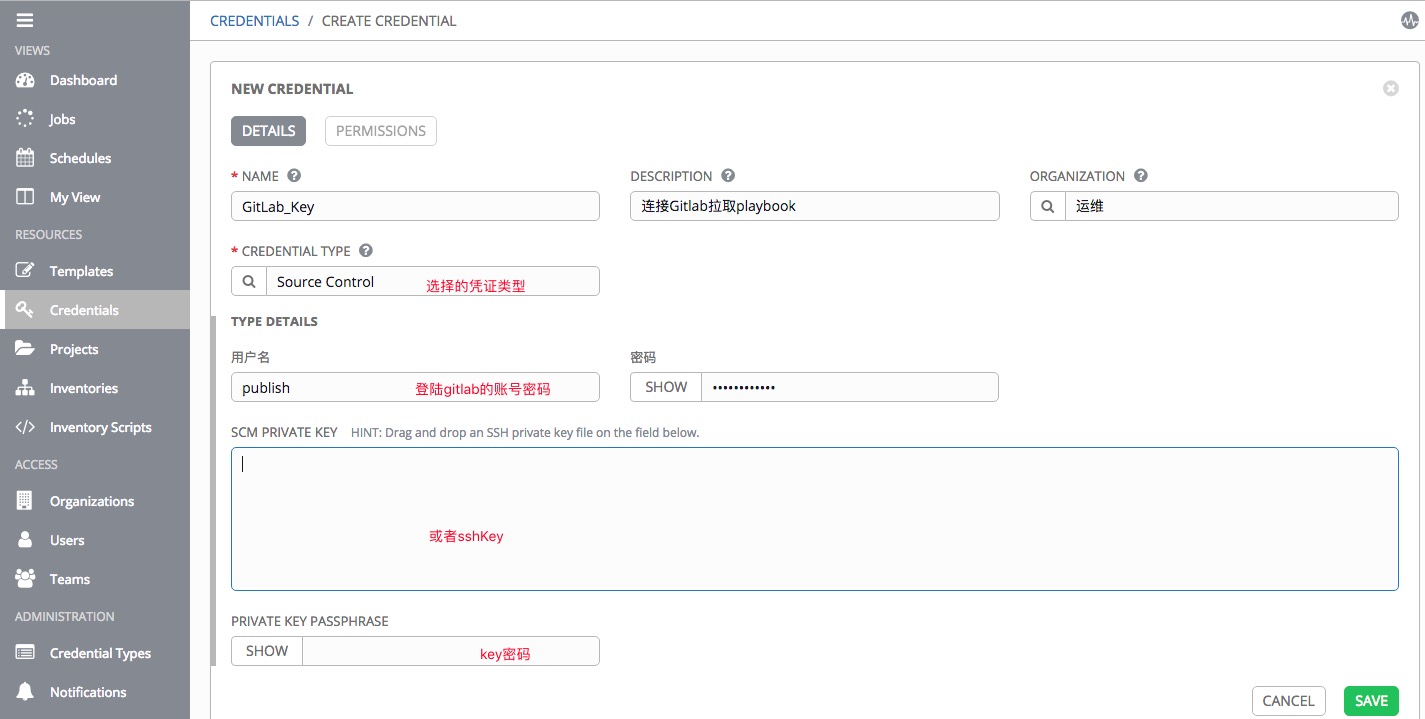 CREDENTIALS / CREATE CREDENTIAL
VIEWS
Dashboard
Jobs
Schedules
My View
RESOURCES
Templates
Credentials
Projects
Inventories
Inventory Scripts
ACCESS
Organizations
Users
Teams
ADMINISTRATION
Credential Types
Notifications
NEW CREDENTIAL
DETAILS PERMISSIONS
* NAME ? DESCRIPTION ? ORGANIZATION ?
GitLab_Key 连接Gitlab拉取playbook 运维
* CREDENTIAL TYPE ?
Source Control 选择的凭证类型
TYPE DETAILS
用户名 密码
publish 登陆gitlab的账号密码 SHOW ••••••••••••
SCM PRIVATE KEY HINT: Drag and drop an SSH private key file on the field below.
或者sshKey
PRIVATE KEY PASSPHRASE
SHOW key密码
CANCEL SAVE